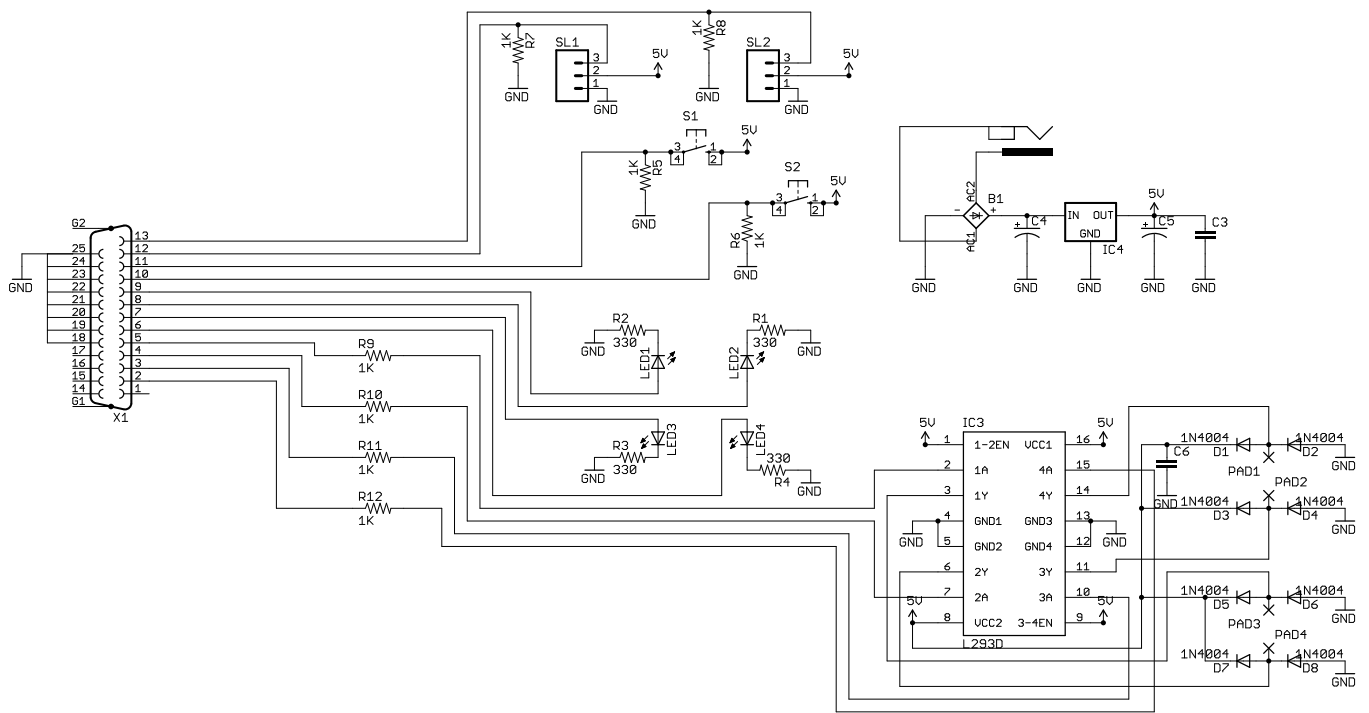 1K
R7
1K
R8
SL1
3
2
1
5V
GND
GND
SL2
3
2
1
5V
GND
GND
S1
3
4
1
2
5V
1K
R5
GND
S2
3
4
1
2
5V
R6
1K
GND
AC2
AC1
B1
-
+
C4
+
IN
OUT
GND
IC4
5V
C5
+
C3
GND
GND
GND
GND
GND
G2
25
24
23
22
21
20
19
18
17
16
15
14
G1
13
12
11
10
9
8
7
6
5
4
3
2
1
X1
GND
R2
330
GND
LED1
R1
330
GND
LED2
R3
330
GND
LED3
LED4
330
R4
GND
R9
1K
R10
1K
R11
1K
R12
1K
IC3
5V
1 1-2EN VCC1 16
5V
2 1A 4A 15
3 1Y 4Y 14
4 GND1 GND3 13
GND
GND
5 GND2 GND4 12
6 2Y 3Y 11
7 2A 3A 10
5V
5V
8 VCC2 3-4EN 9
L293D
C6
GND
1N4004
D1
1N4004
D2
GND
PAD1
PAD2
D3
D4
GND
1N4004
D5
1N4004
D6
GND
PAD3
PAD4
1N4004
D7
1N4004
D8
GND